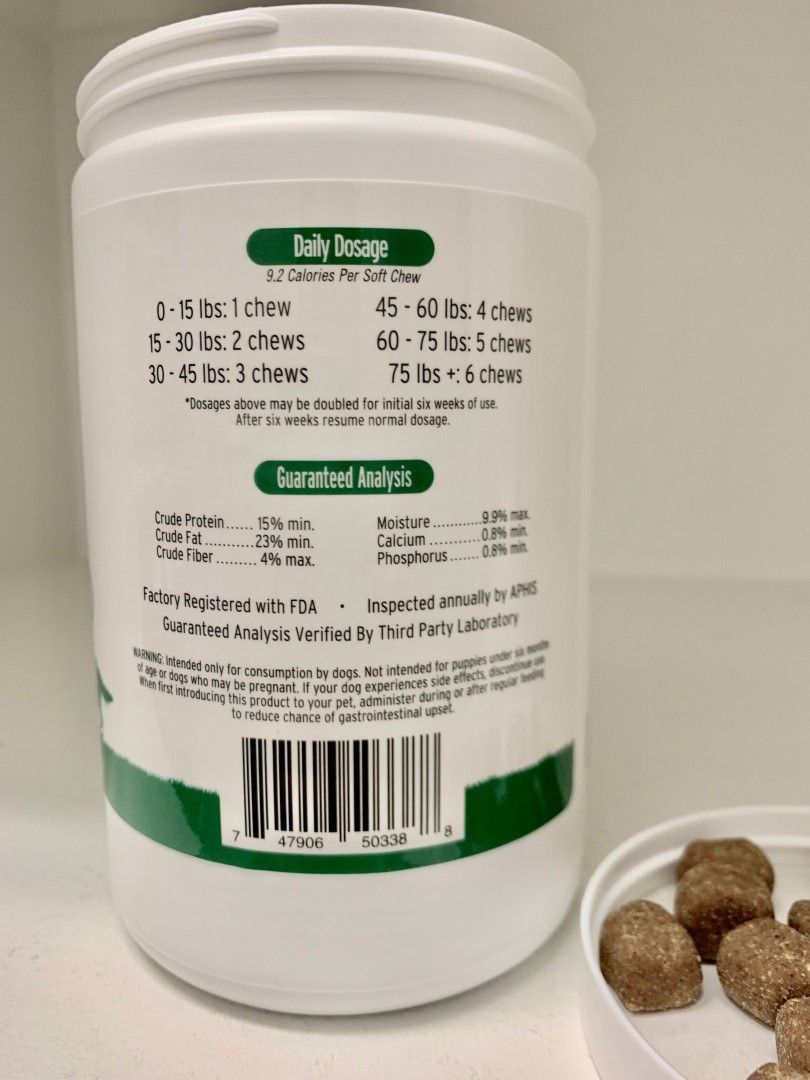 Daily Dosage
9.2 Calories Per Soft Chew
0 - 15 lbs: 1 chew
15 - 30 lbs: 2 chews
30 - 45 lbs: 3 chews
45 - 60 lbs: 4 chews
60 - 75 lbs: 5 chews
75 lbs +: 6 chews
*Dosages above may be doubled for initial six weeks of use.
After six weeks resume normal dosage.
Guaranteed Analysis
Crude Protein...... 15% min.
Crude Fat ...........23% min.
Crude Fiber ......... 4% max.
Moisture ............9.9% max.
Calcium ............0.8% min.
Phosphorus ....... 0.8% min.
Factory Registered with FDA • Inspected annually by APHIS
Guaranteed Analysis Verified By Third Party Laboratory
WARNING: Intended only for consumption by dogs. Not intended for puppies under six months
of age or dogs who may be pregnant. If your dog experiences side effects, discontinue use.
When first introducing this product to your pet, administer during or after regular feeding
to reduce chance of gastrointestinal upset.
7 47906 50338 8